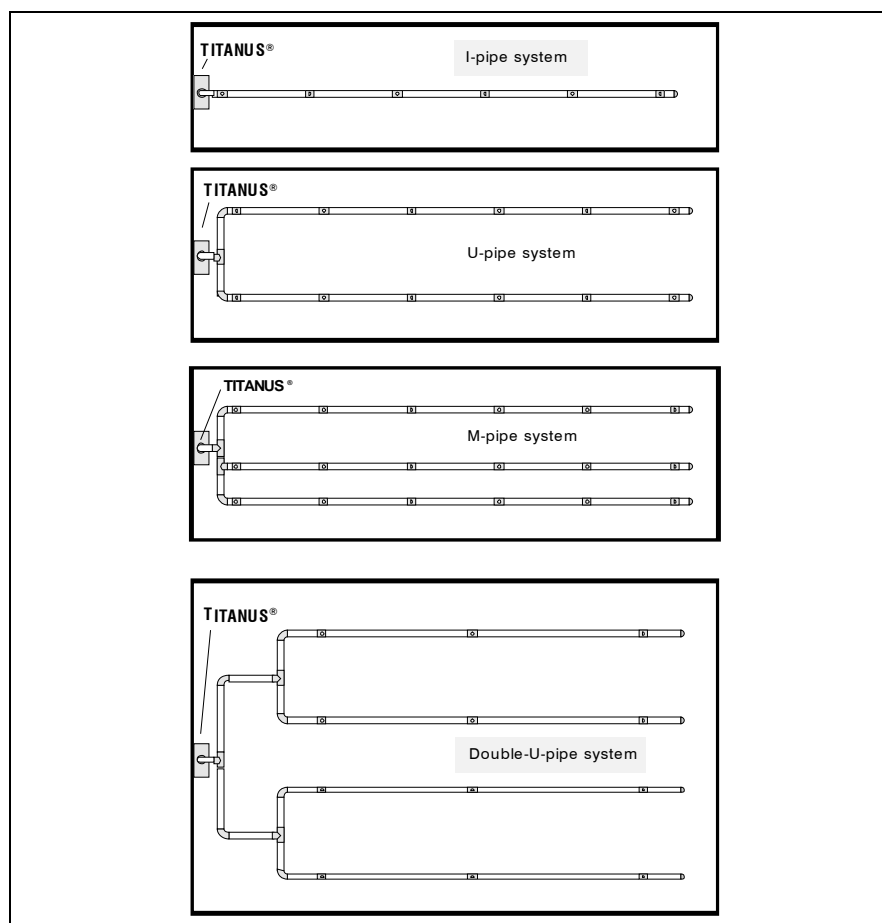 TITANUS®
I-pipe system
TITANUS®
U-pipe system
TITANUS®
M-pipe system
TITANUS®
Double-U-pipe system